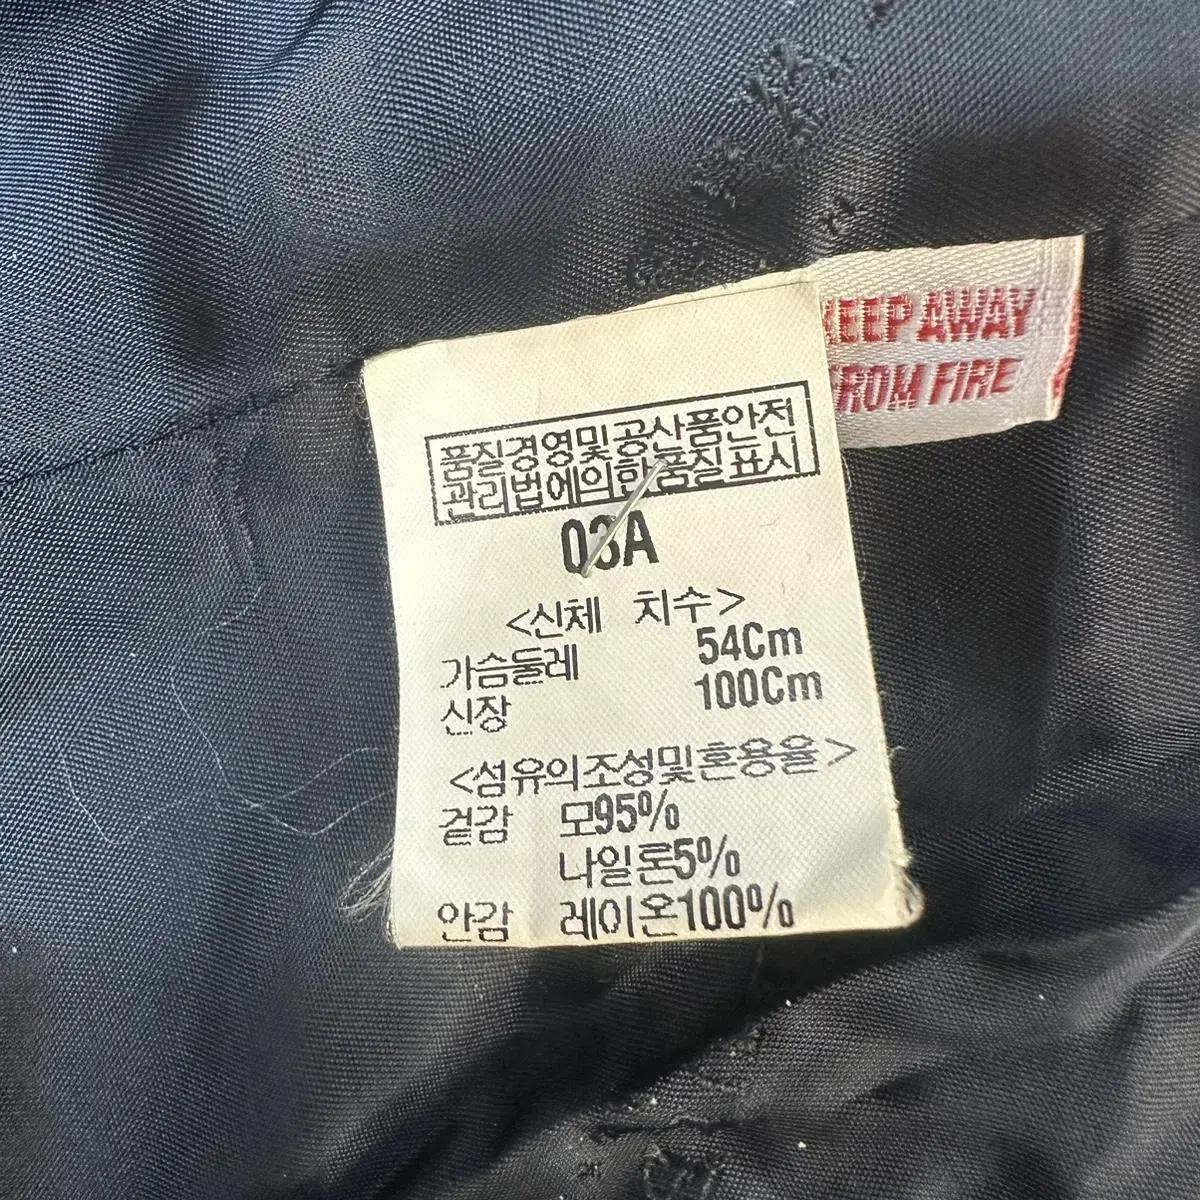 KEEP AWAY
FROM FIRE
품질경영및공산품안전
관리법에의한품질표시
03A
<신체 치수>
가슴둘레 54Cm
신장 100Cm
<섬유의조성및혼용율>
겉감 모95%
나일론5%
안감 레이온100%